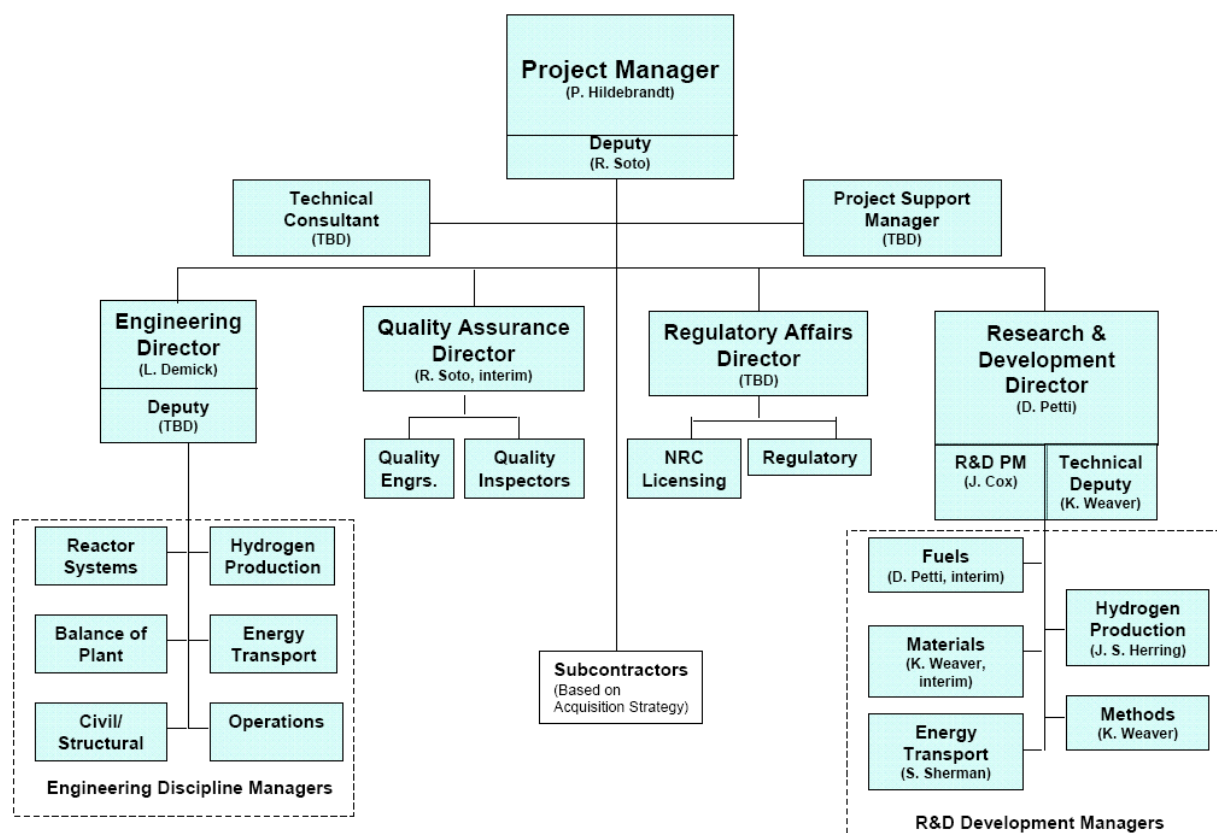 Project Manager
(P. Hildebrandt)
Deputy
(R. Soto)
Technical
Consultant
(TBD)
Project Support
Manager
(TBD)
Engineering
Director
(L. Demick)
Deputy
(TBD)
Quality Assurance
Director
(R. Soto, interim)
Quality
Engrs.
Quality
Inspectors
Regulatory Affairs
Director
(TBD)
NRC
Licensing
Regulatory
Research &
Development
Director
(D. Petti)
R&D PM
(J. Cox)
Technical
Deputy
(K. Weaver)
Reactor
Systems
Hydrogen
Production
Balance of
Plant
Energy
Transport
Civil/
Structural
Operations
Engineering Discipline Managers
Subcontractors
(Based on
Acquisition Strategy)
Fuels
(D. Petti, interim)
Hydrogen
Production
(J. S. Herring)
Materials
(K. Weaver,
interim)
Methods
(K. Weaver)
Energy
Transport
(S. Sherman)
R&D Development Managers